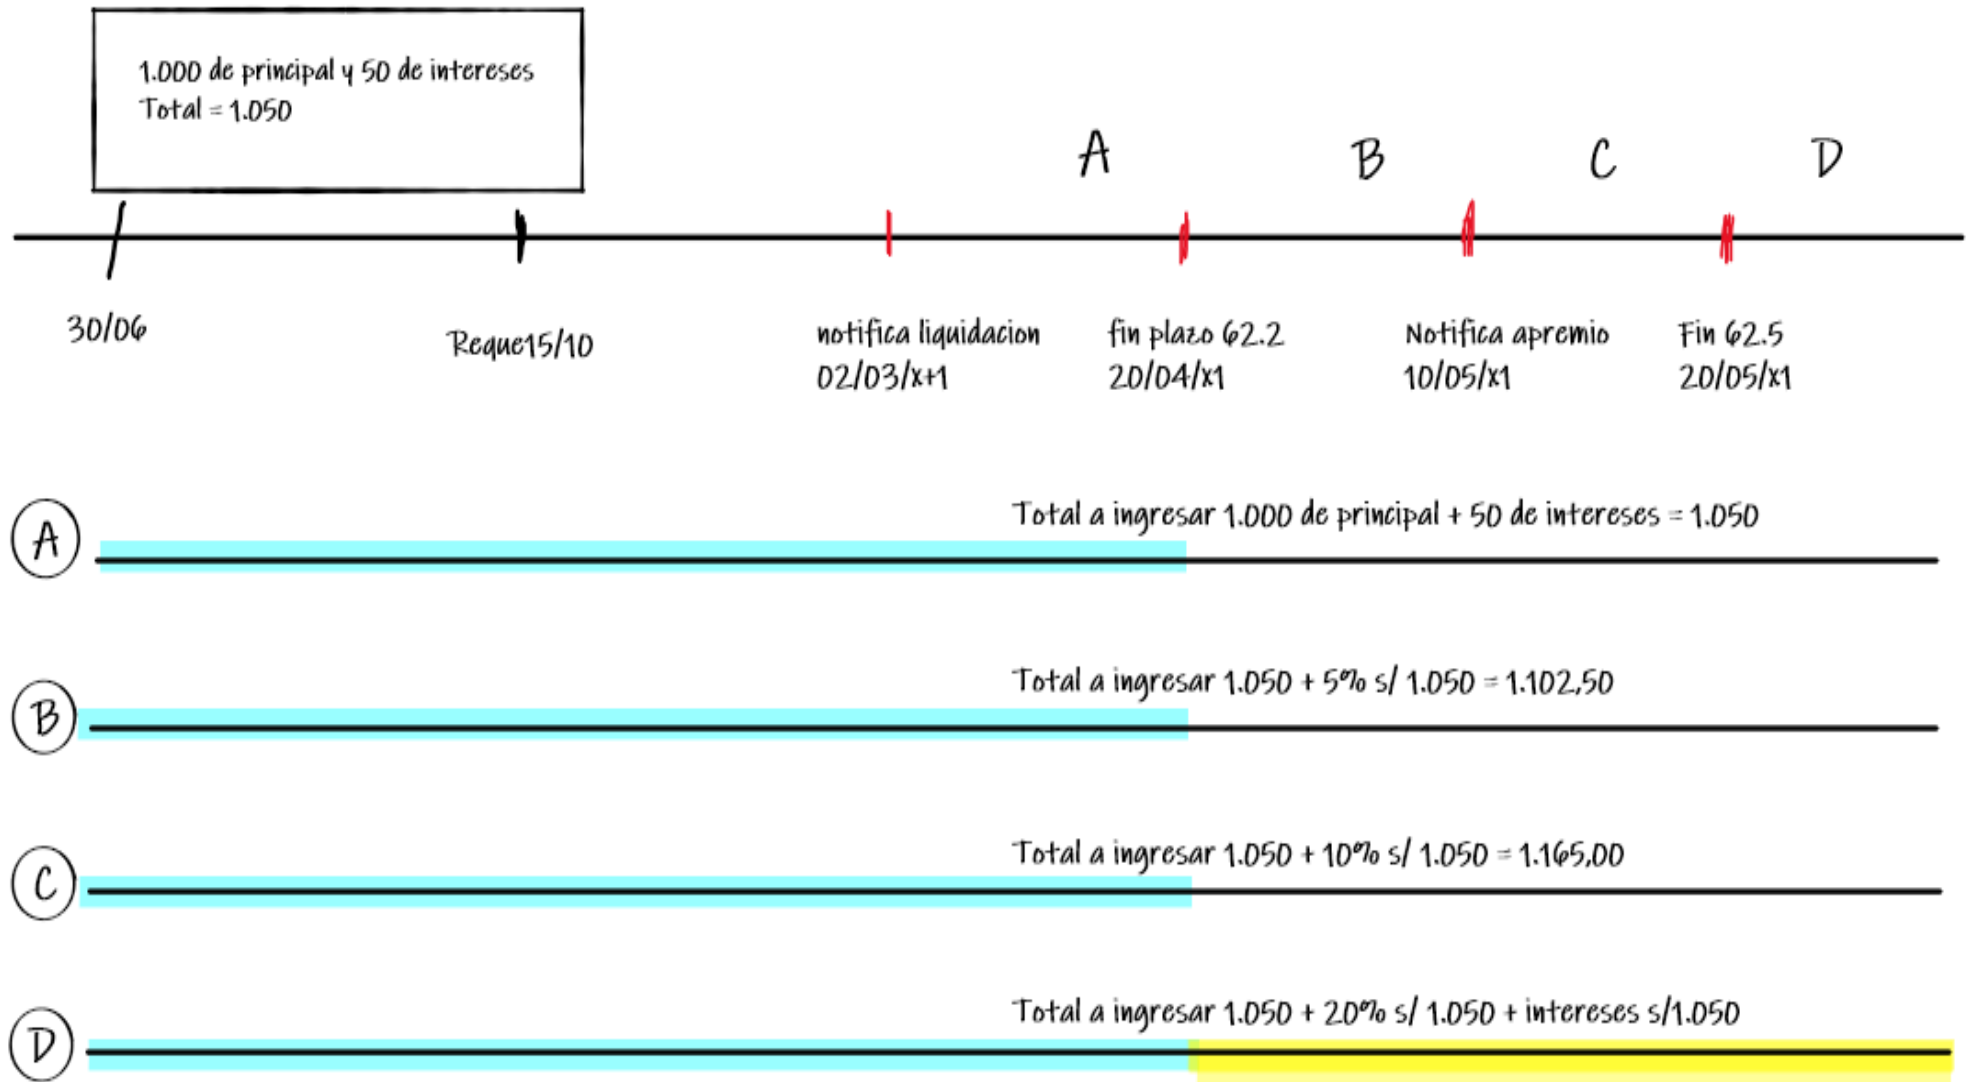 1.000 de principal y 50 de intereses
Total = 1.050
A
B
C
D
30/06
Reque15/10
notifica liquidacion
02/03/x+1
fin plazo 62.2
20/04/x1
Notifica apremio
10/05/x1
Fin 62.5
20/05/x1
Total a ingresar 1.000 de principal + 50 de intereses = 1.050
A
Total a ingresar 1.050 + 5% s/ 1.050 = 1.102,50
B
Total a ingresar 1.050 + 10% s/ 1.050 = 1.165,00
C
Total a ingresar 1.050 + 20% s/ 1.050 + intereses s/1.050
D